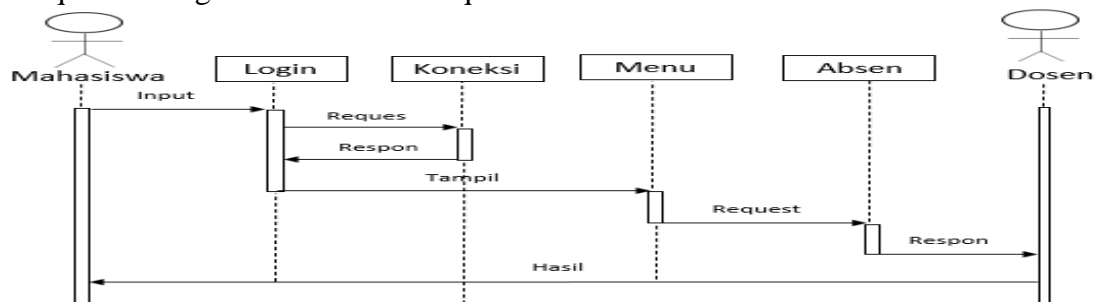 Mahasiswa
Login
Koneksi
Menu
Absen
Dosen
Input
Reques
Respon
Tampil
Request
Respon
Hasil